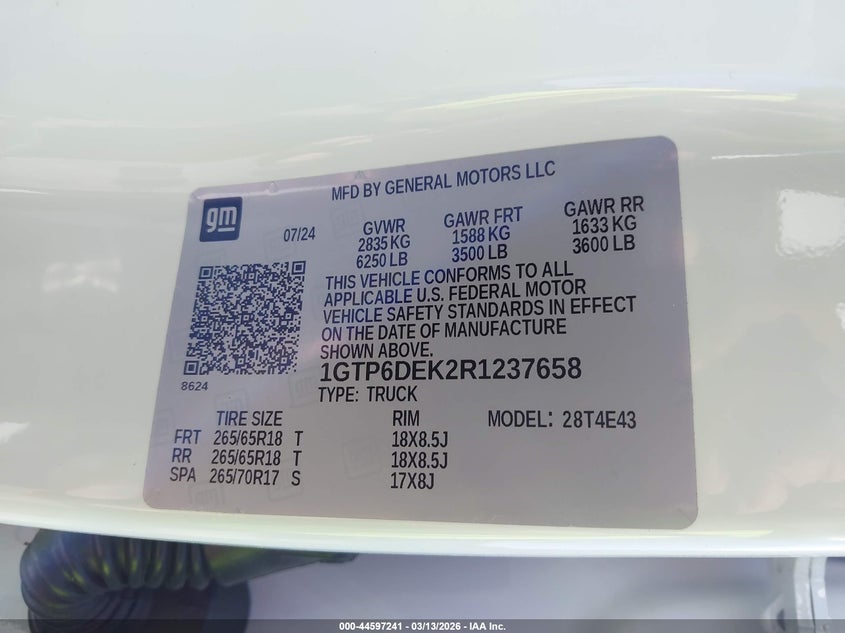 MFD BY GENERAL MOTORS LLC
gm
07/24
GVWR GAWR FRT GAWR RR
2835 KG 1588 KG 1633 KG
6250 LB 3500 LB 3600 LB
THIS VEHICLE CONFORMS TO ALL
APPLICABLE U.S. FEDERAL MOTOR
VEHICLE SAFETY STANDARDS IN EFFECT
ON THE DATE OF MANUFACTURE
SHOWN ABOVE.
8624
1GTP6DEK2R1237658
TYPE: TRUCK
TIRE SIZE RIM MODEL: 28T4E43
FRT 265/65R18 T 18X8.5J
RR 265/65R18 T 18X8.5J
SPA 265/70R17 S 17X8J
000-44597241 - 03/13/2026 - IAA Inc.